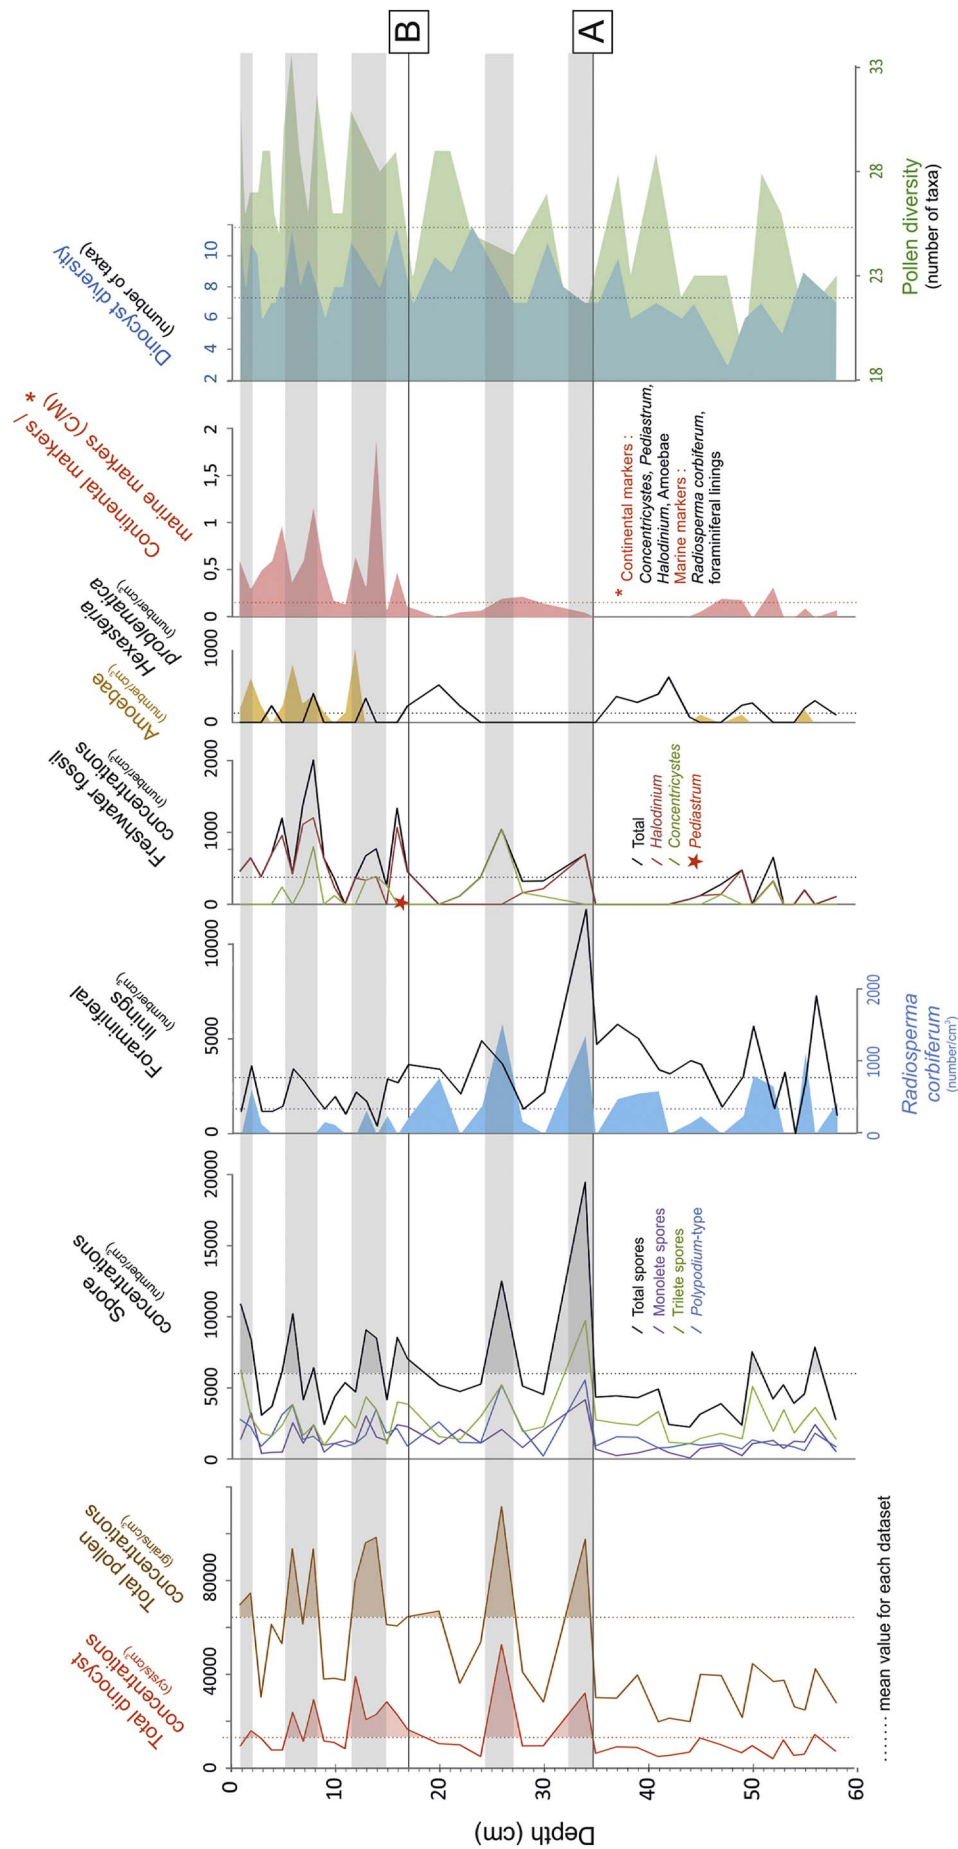 Total dinocyst
concentrations
(cysts/cm³)
Total pollen
concentrations
(grains/cm³)
Spore
concentrations
(number/cm³)
Foraminiferal
linings
(number/cm³)
Freshwater fossil
concentrations
(number/cm³)
Amoebae
(number/cm³)
Hexasteria
problematica
(number/cm³)
Continental markers /
marine markers (C/M) *
Dinocyst diversity
(number of taxa)
0
40000
80000
0
5000
10000
15000
20000
0
5000
10000
0
1000
2000
0
1000
0
0,5
1
1,5
2
2
4
6
8
10
B
A
Depth (cm)
0
10
20
30
40
50
60
/ Total spores
/ Monolete spores
/ Trilete spores
/ Polypodium-type
/ Total
/ Halodinium
/ Concentricystes
★ Pediastrum
* Continental markers :
Concentricystes, Pediastrum,
Halodinium, Amoebae
Marine markers :
Radiosperma corbiferum,
foraminiferal linings
0
1000
2000
Radiosperma
corbiferum
(number/cm³)
18
23
28
33
Pollen diversity
(number of taxa)
....... mean value for each dataset